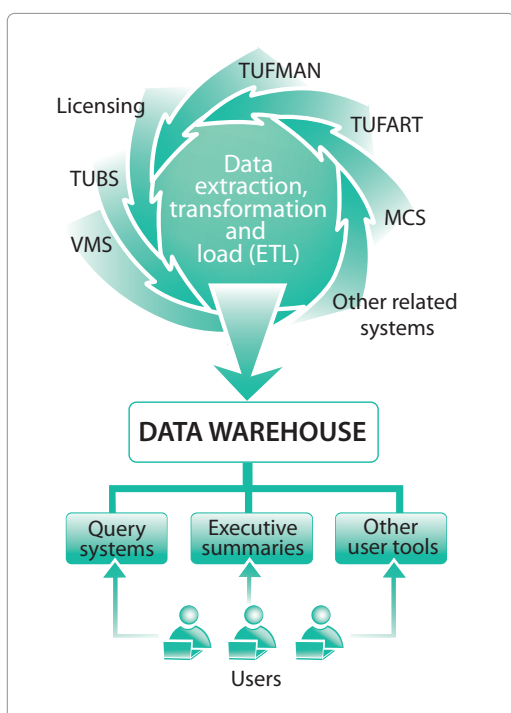 TUFMAN
Licensing
TUFART
TUBS
MCS
VMS
Other related
systems
Data
extraction,
transformation
and
load (ETL)
DATA WAREHOUSE
Query
systems
Executive
summaries
Other
user tools
Users